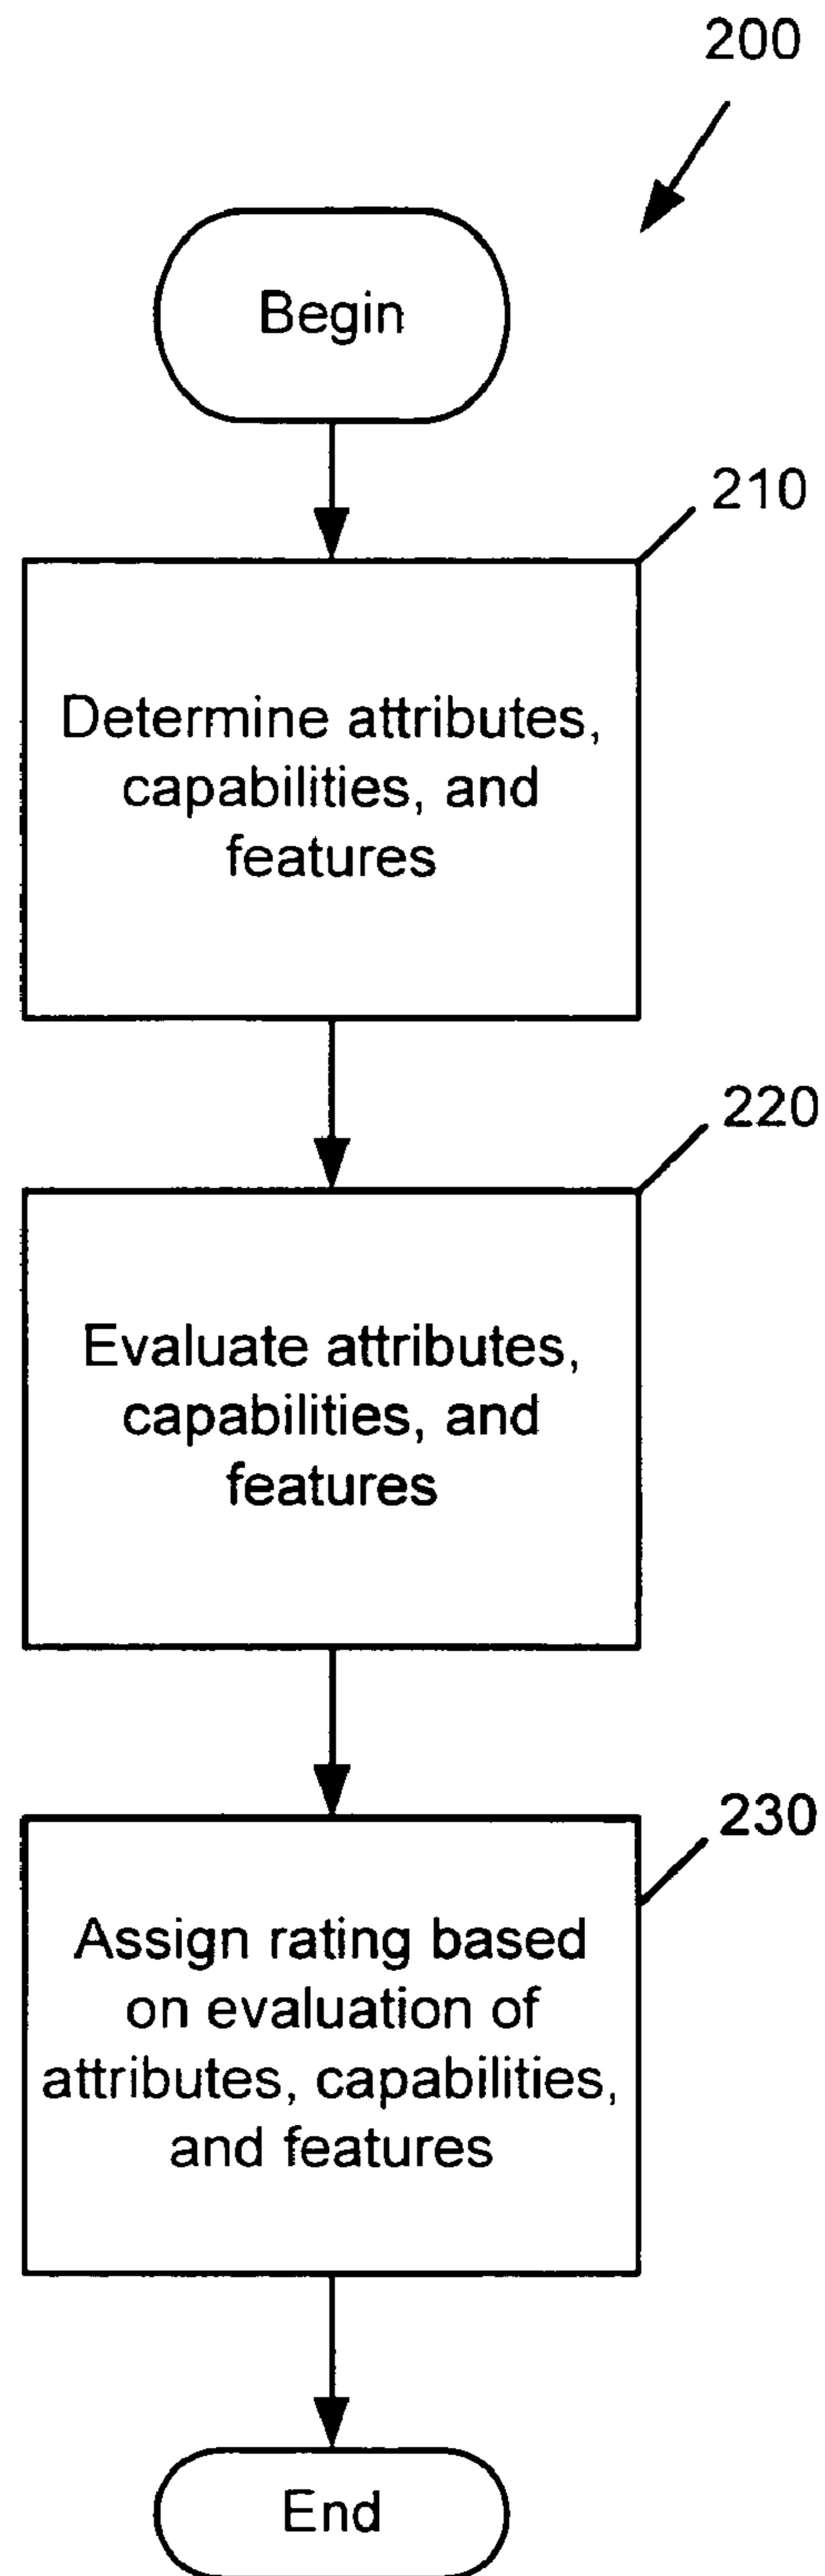 200
Begin
210
Determine attributes,
capabilities, and
features
220
Evaluate attributes,
capabilities, and
features
230
Assign rating based
on evaluation of
attributes, capabilities,
and features
End